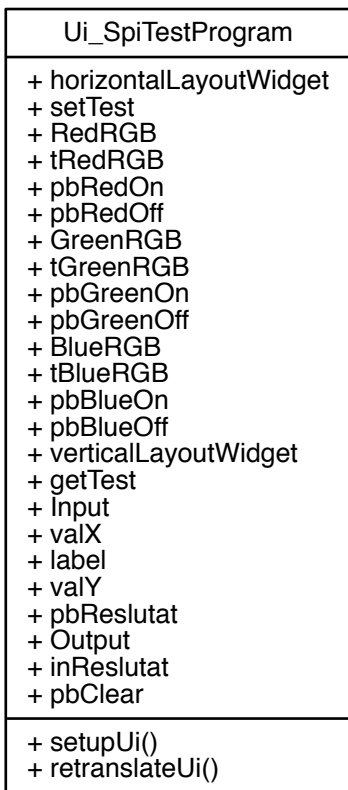 Ui_SpiTestProgram
+ horizontalLayoutWidget
+ setTest
+ RedRGB
+ tRedRGB
+ pbRedOn
+ pbRedOff
+ GreenRGB
+ tGreenRGB
+ pbGreenOn
+ pbGreenOff
+ BlueRGB
+ tBlueRGB
+ pbBlueOn
+ pbBlueOff
+ verticalLayoutWidget
+ getTest
+ Input
+ valX
+ label
+ valY
+ pbReslutat
+ Output
+ inReslutat
+ pbClear
+ setupUi()
+ retranslateUi()